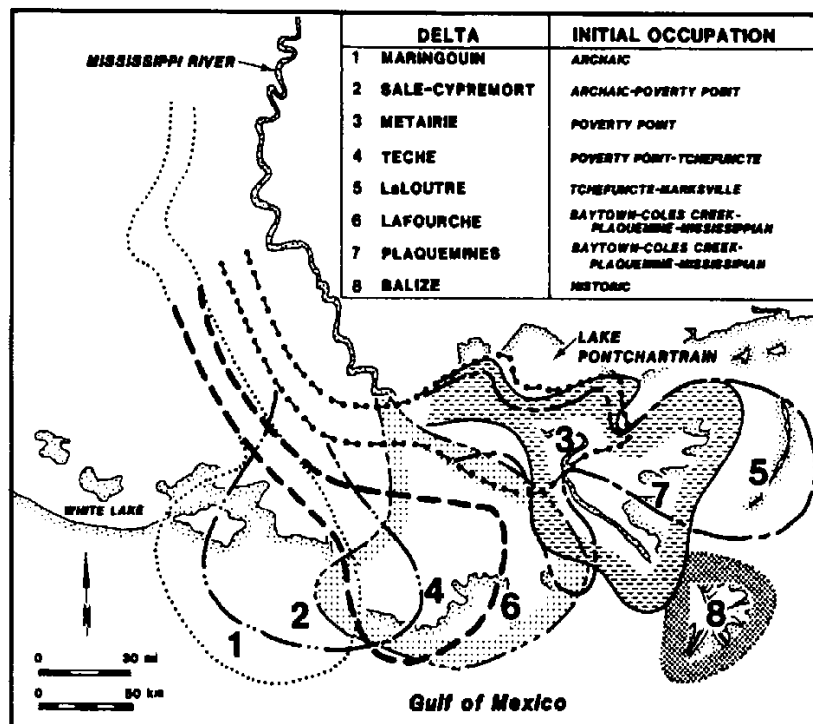 DELTA INITIAL OCCUPATION
1 MARINGOUIN ARCHAIC
2 SALE-CYPREMORT ARCHAIC-POVERTY POINT
3 METAIRIE POVERTY POINT
4 TECHE POVERTY POINT-TCHEFUNCTE
5 LaLOUTRE TCHEFUNCTE-MARKSVILLE
6 LAFOURCHE BAYTOWN-COLES CREEK-
PLAQUEMINE-MISSISSIPPIAN
7 PLAQUEMINES BAYTOWN-COLES CREEK-
PLAQUEMINE-MISSISSIPIAN
8 BALIZE HISTORIC
MISSISSIPPI RIVER
LAKE
PONTCHARTRAIN
3
7
5
WHITE LAKE
N
1
2
4
6
8
0 30 mi
0 50 km
Gulf of Mexico